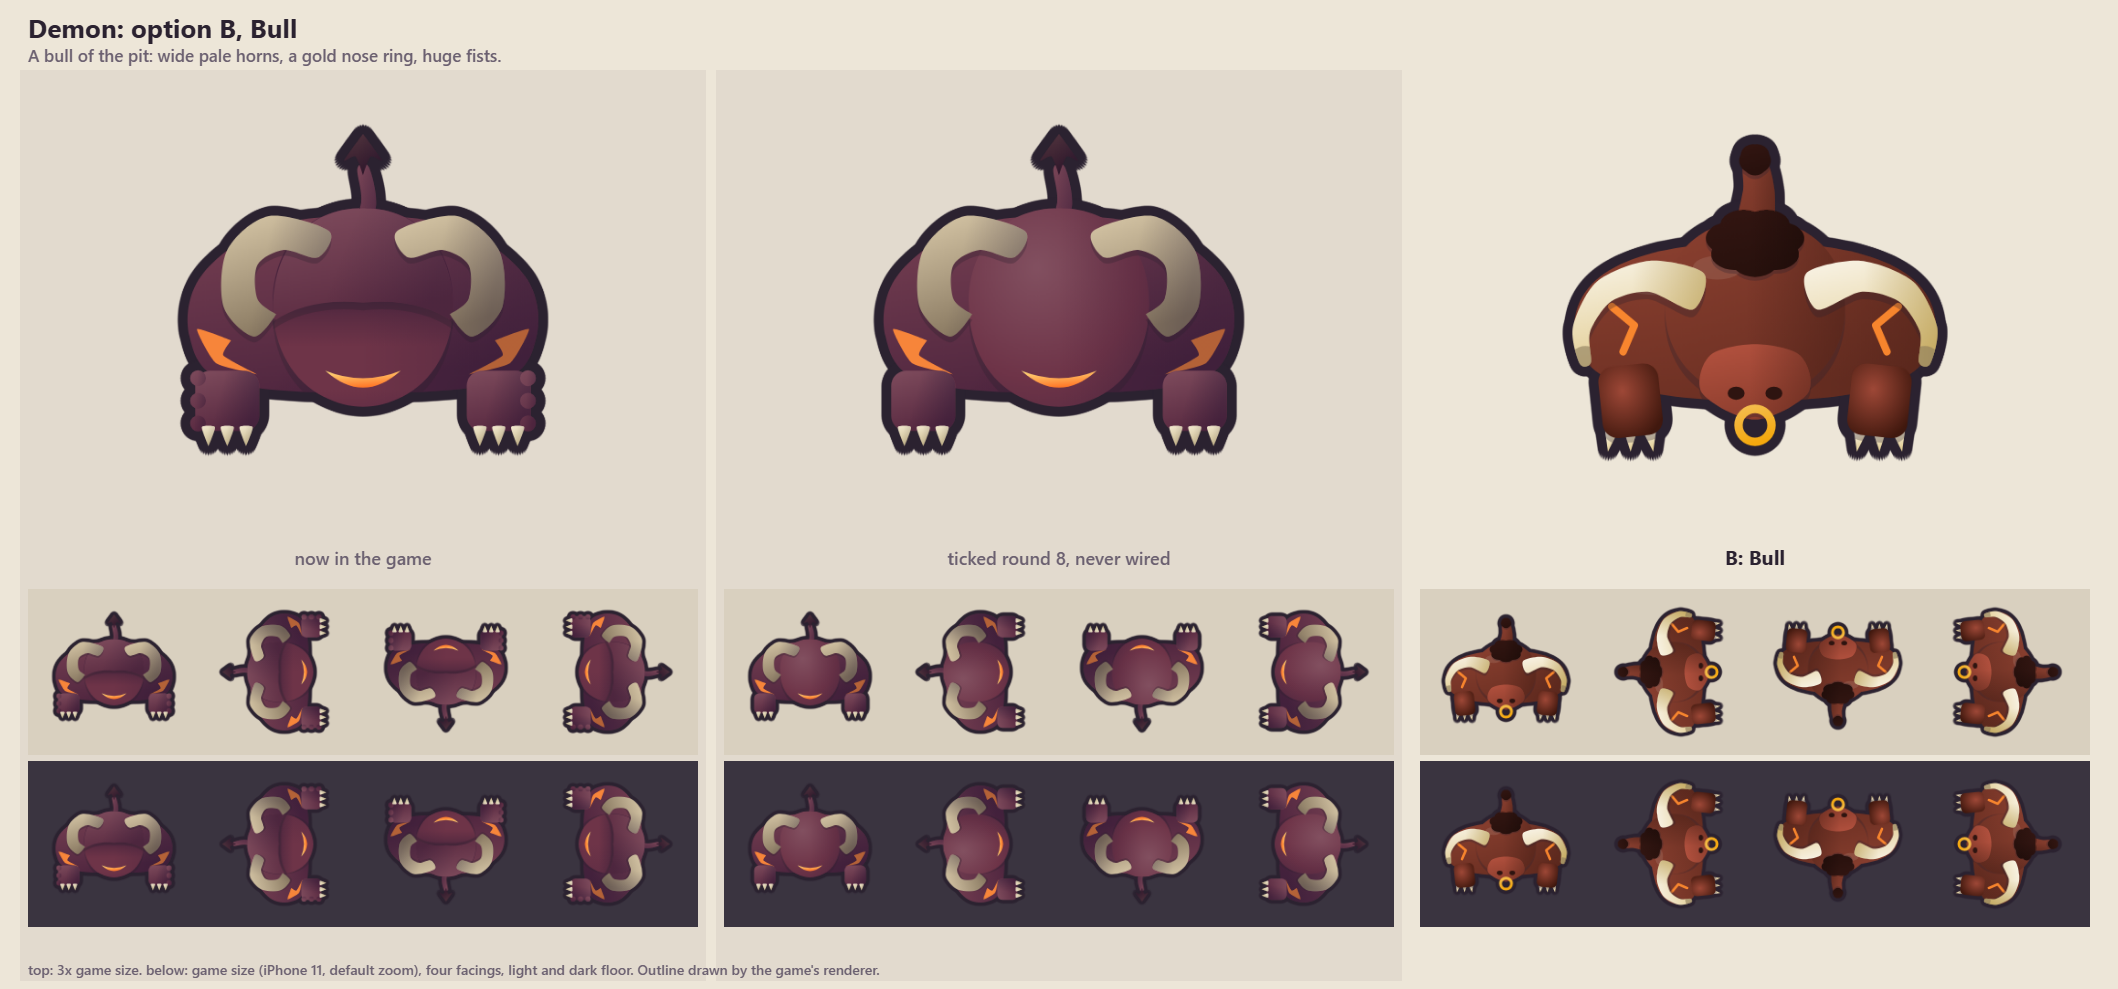 Demon: option B, Bull
A bull of the pit: wide pale horns, a gold nose ring, huge fists.
now in the game
ticked round 8, never wired
B: Bull
top: 3x game size. below: game size (iPhone 11, default zoom), four facings, light and dark floor. Outline drawn by the game's renderer.